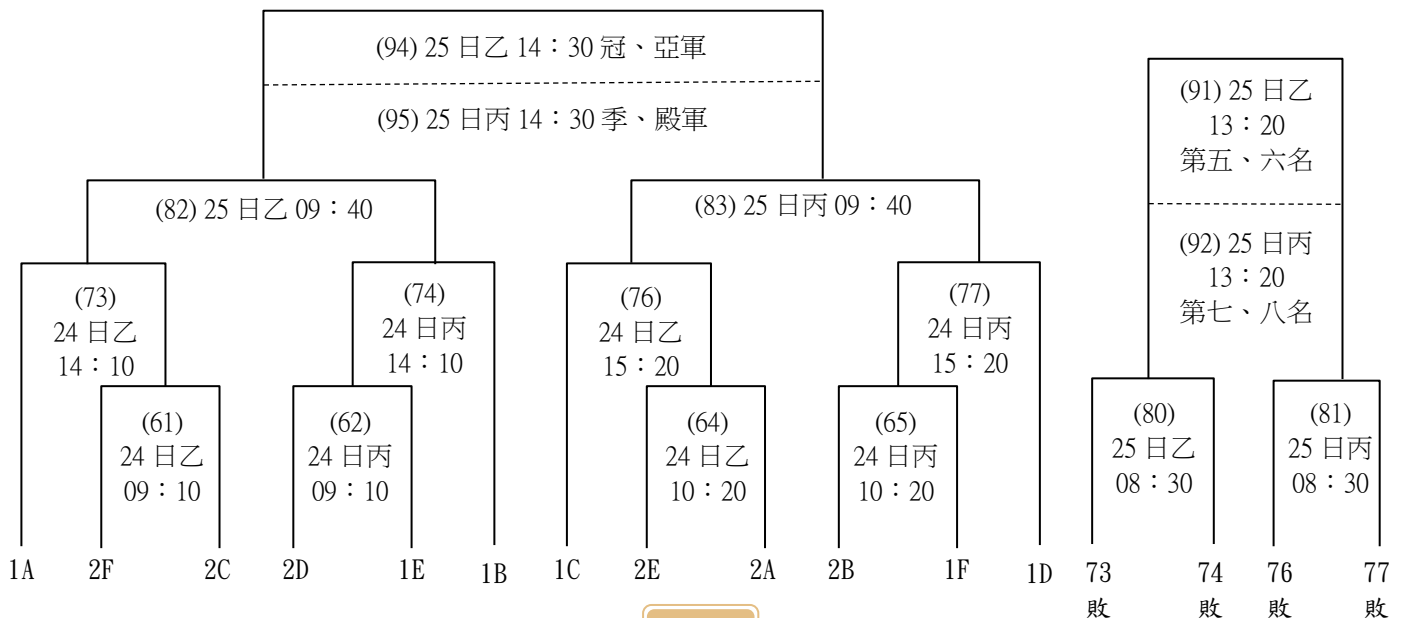 (94) 25 日乙 14：30 冠、亞軍
(95) 25 日丙 14：30 季、殿軍
(82) 25 日乙 09：40
(83) 25 日丙 09：40
(73)
24 日乙
14：10
(74)
24 日丙
14：10
(76)
24 日乙
15：20
(77)
24 日丙
15：20
(61)
24 日乙
09：10
(62)
24 日丙
09：10
(64)
24 日乙
10：20
(65)
24 日丙
10：20
1A
2F
2C
2D
1E
1B
1C
2E
2A
2B
1F
1D
(91) 25 日乙
13：20
第五、六名
(92) 25 日丙
13：20
第七、八名
(80)
25 日乙
08：30
(81)
25 日丙
08：30
73
敗
74
敗
76
敗
77
敗